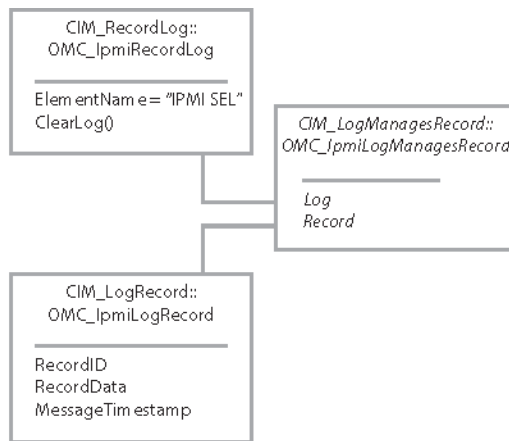 CIM_RecordLog::
OMC_IpmiRecordLog
ElementName= "IPMI SEL"
ClearLog()
CIM_LogManagesRecord::
OMC_IpmiLogManagesRecord
Log
Record
CIM_LogRecord::
OMC_IpmiLogRecord
RecordID
RecordData
MessageTimestamp